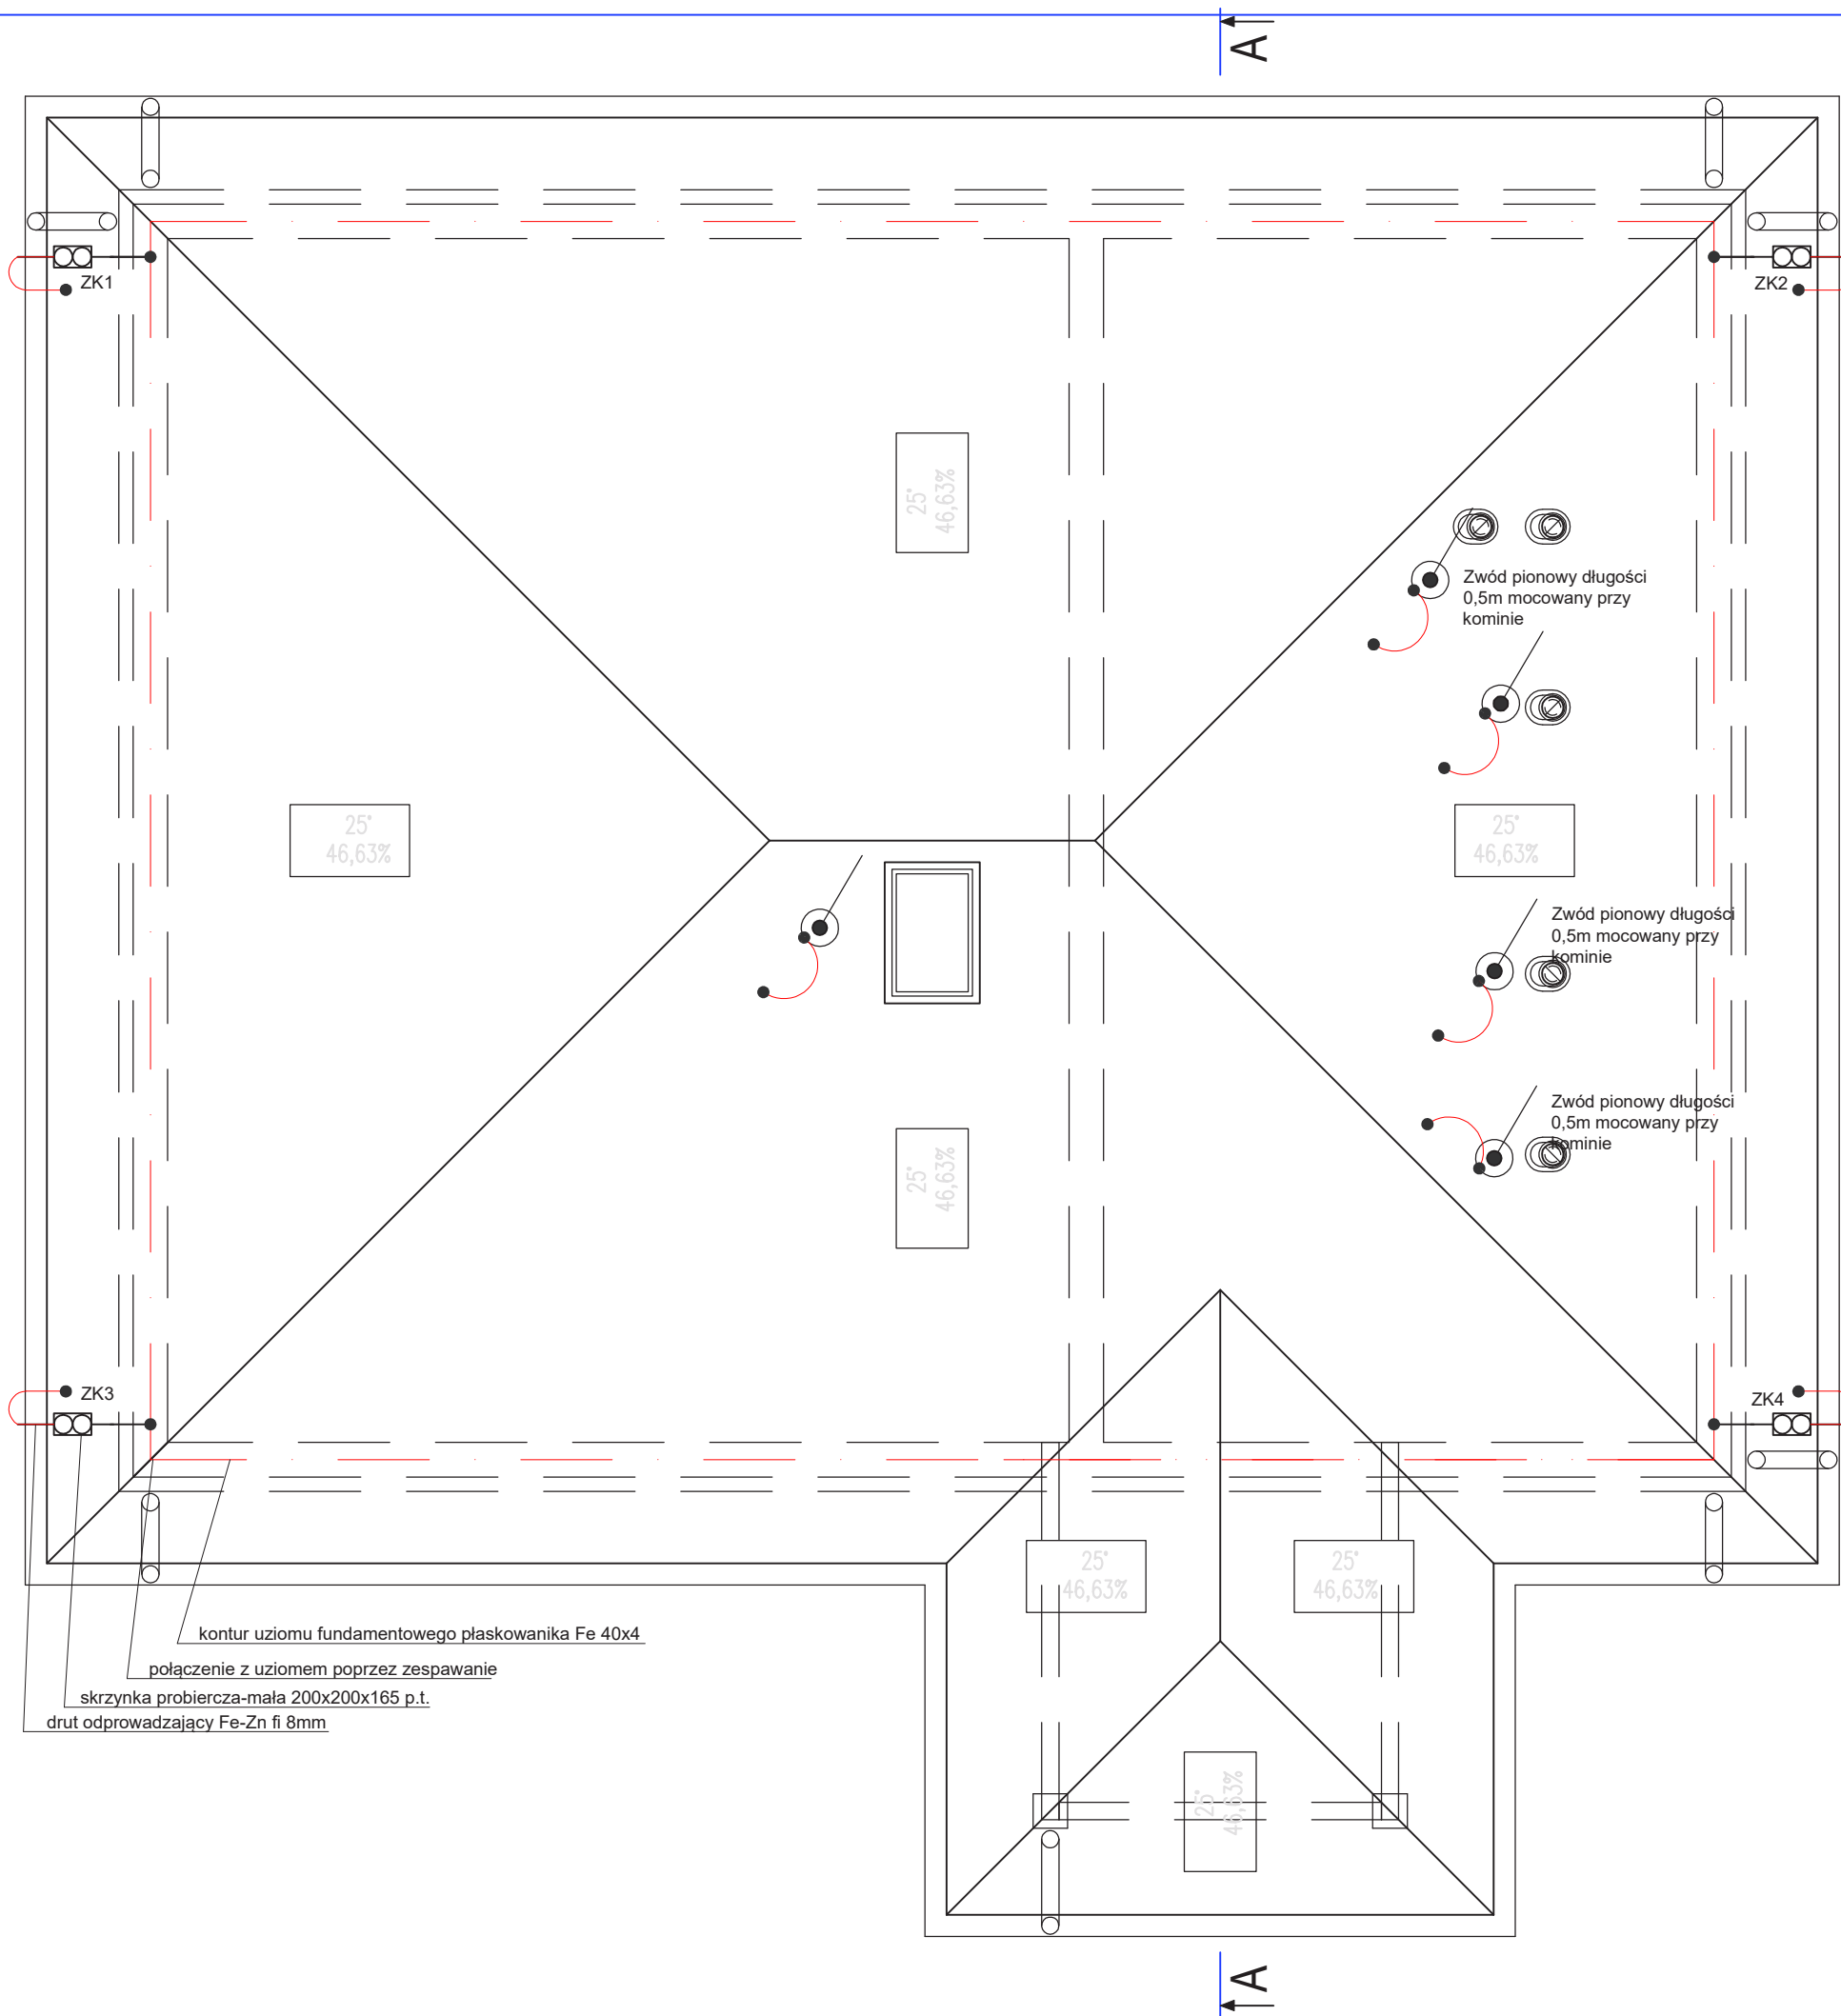 A
ZK1
ZK2
25°
46,63%
Zwód pionowy długości
0,5m mocowany przy
kominie
25°
46,63%
25°
46,63%
Zwód pionowy długości
0,5m mocowany przy
kominie
25°
46,63%
Zwód pionowy długości
0,5m mocowany przy
kominie
ZK3
ZK4
25°
46,63%
25°
46,63%
kontur uziomu fundamentowego płaskowanika Fe 40x4
połączenie z uziomem poprzez zespawanie
skrzynka probiercza-mała 200x200x165 p.t.
drut odprowadzający Fe-Zn fi 8mm
25°
46,63%
A